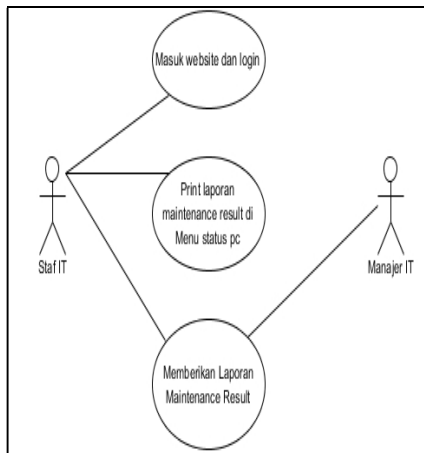 Masuk website dan login
Print laporan
maintenance result di
Menu status pc
Staf IT
Manajer IT
Memberikan Laporan
Maintenance Result